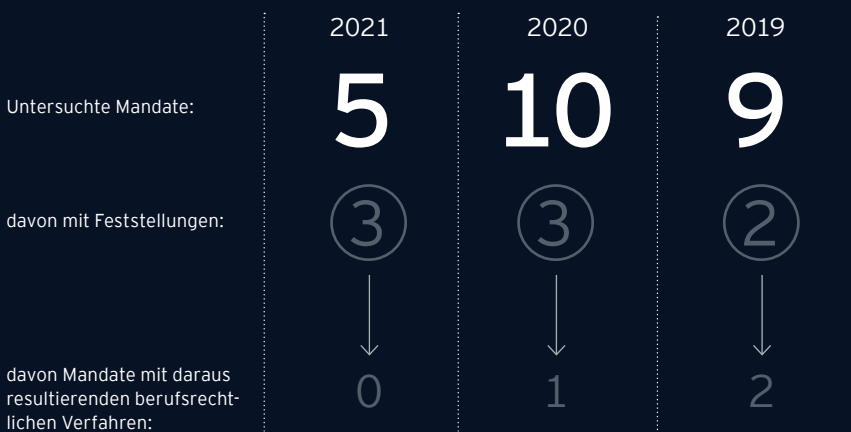 2021 2020 2019
Untersuchte Mandate: 5 10 9
davon mit Feststellungen: 3 3 2
davon Mandate mit daraus
resultierenden berufsrecht- 0 1 2
lichen Verfahren: